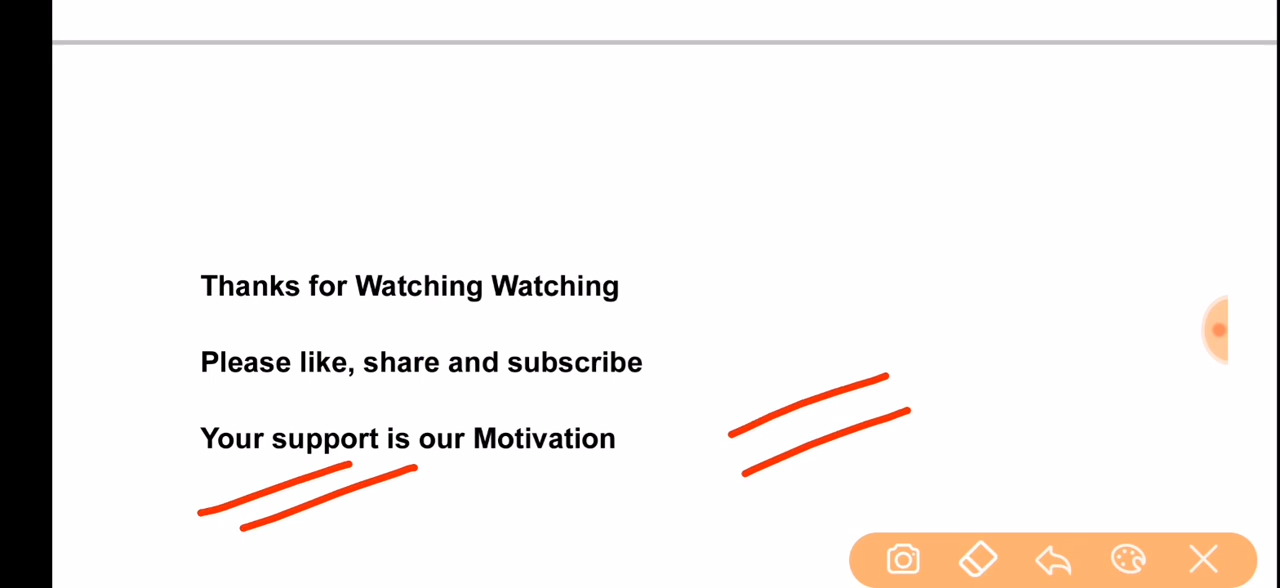 Thanks for Watching Watching
Please like, share and subscribe
Your support is our Motivation